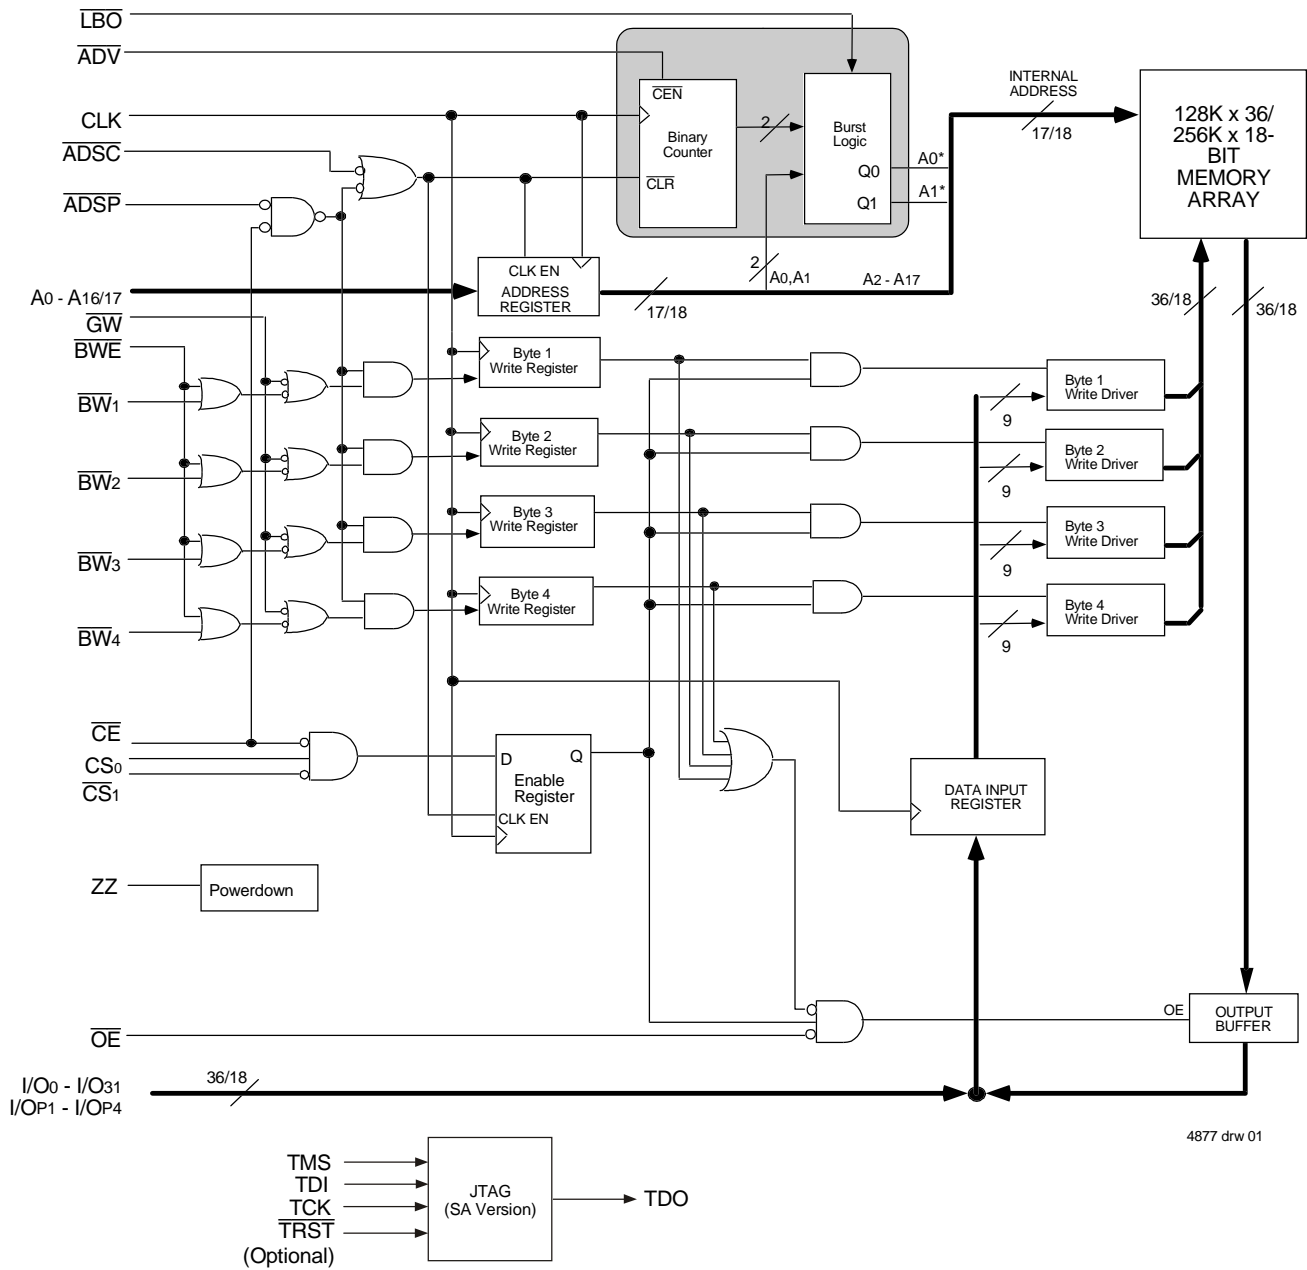 LBO
ADV
CLK
ADSC
ADSP
CEN
Binary
Counter
CLR
2
Burst
Logic
Q0
Q1
A0*
A1*
INTERNAL
ADDRESS
17/18
128K x 36/
256K x 18-
BIT
MEMORY
ARRAY
2
A0,A1
A2 - A17
A0 - A16/17
CLK EN
ADDRESS
REGISTER
17/18
36/18
36/18
GW
BWE
BW1
Byte 1
Write Register
9
Byte 1
Write Driver
BW2
Byte 2
Write Register
9
Byte 2
Write Driver
BW3
Byte 3
Write Register
9
Byte 3
Write Driver
BW4
Byte 4
Write Register
9
Byte 4
Write Driver
CE
CS0
CS1
D
Q
Enable
Register
CLK EN
DATA INPUT
REGISTER
ZZ
Powerdown
OE
OE
OUTPUT
BUFFER
I/O0 - I/O31
I/OP1 - I/OP4
36/18
4877 drw 01
TMS
TDI
TCK
TRST
(Optional)
JTAG
(SA Version)
TDO